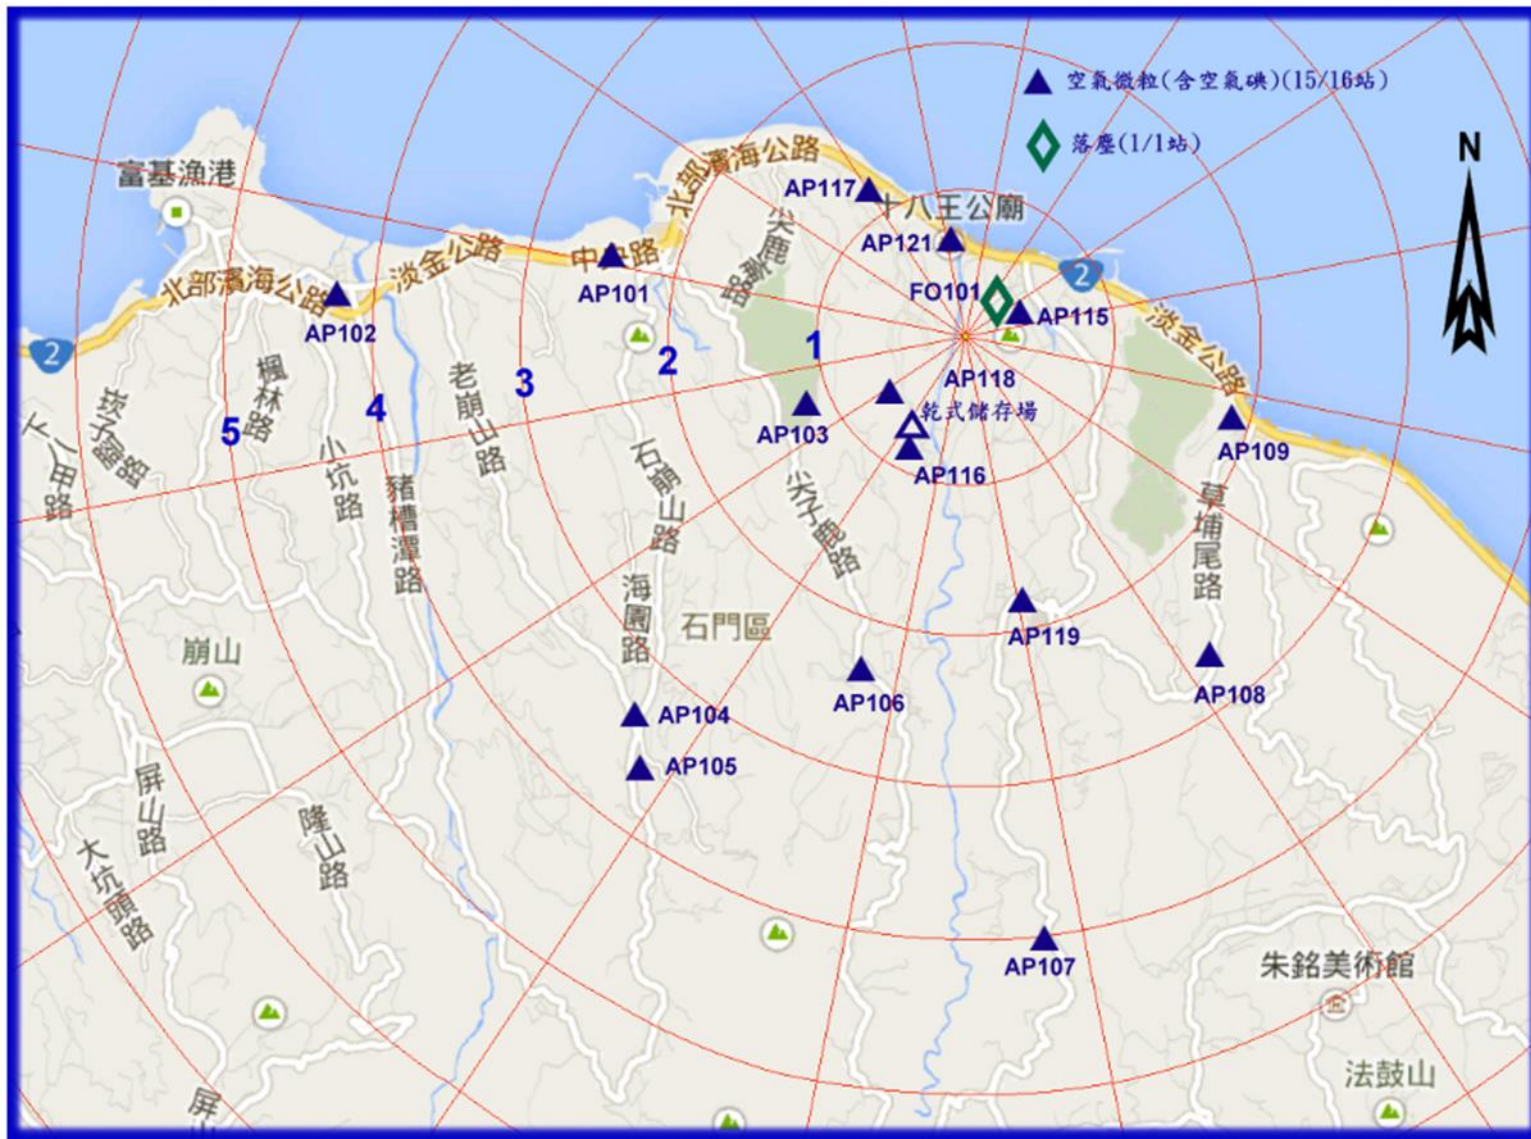 空氣微粒(含空氣碘)(15/16站)
落塵(1/1站)
N
富基漁港
北部濱海公路
AP117
十八王公廟
AP121
尖鹿路
淡金公路
中央路
2
北部濱海公路
AP101
FO101
AP115
淡金公路
AP102
2
1
2
3
4
5
AP118
乾式儲存場
AP103
AP116
AP109
楓林路
老崩山路
石崩山路
小坑路
豬槽潭路
尖子鹿路
草埔尾路
海園路
石門區
AP119
崩山
AP106
AP108
AP104
AP105
屏山路
隆山路
大坑頭路
AP107
朱銘美術館
法鼓山